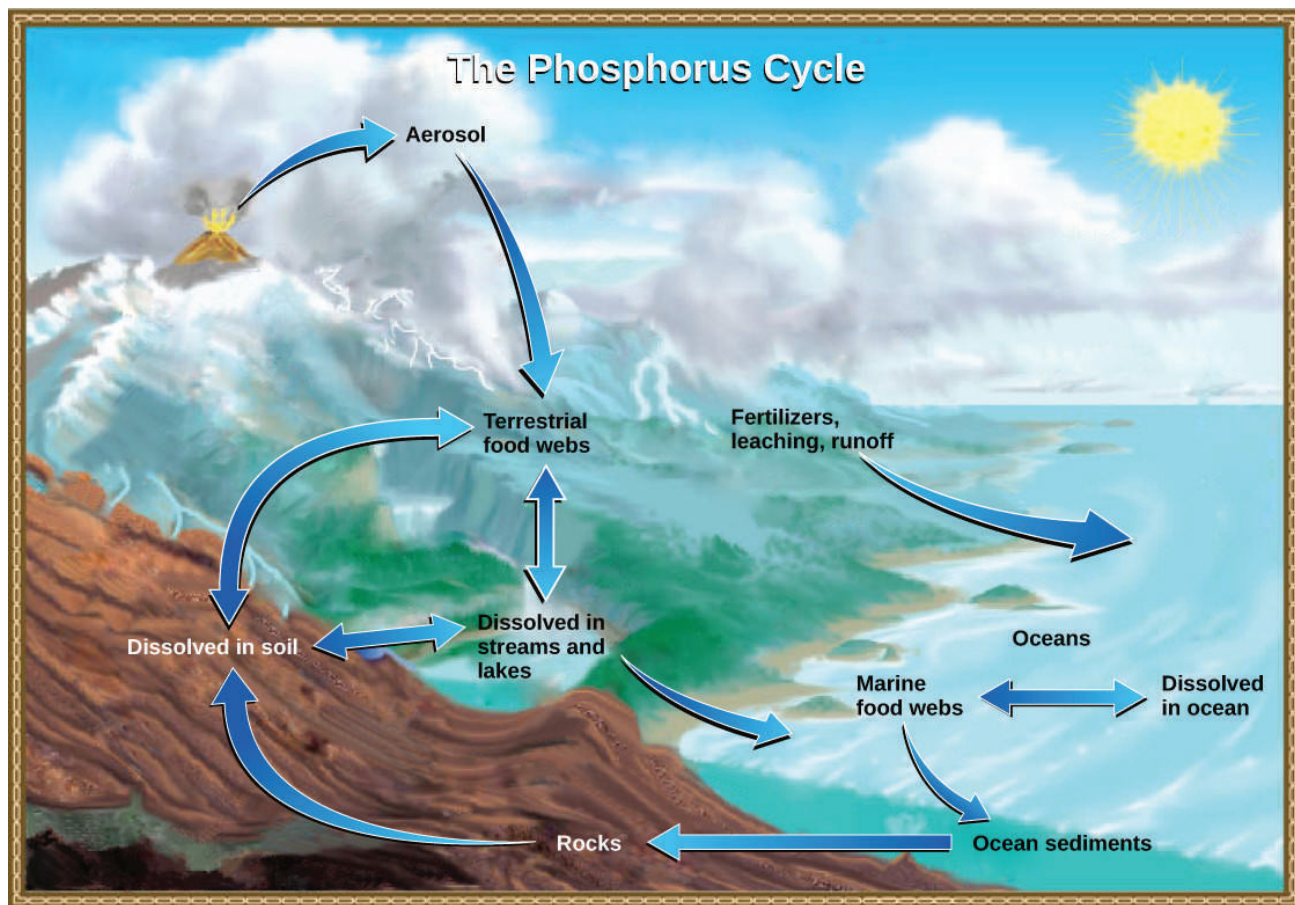 The Phosphorus Cycle
Aerosol
Terrestrial
food webs
Fertilizers,
leaching, runoff
Dissolved in soil
Dissolved in
streams and
lakes
Oceans
Marine
food webs
Dissolved
in ocean
Rocks
Ocean sediments